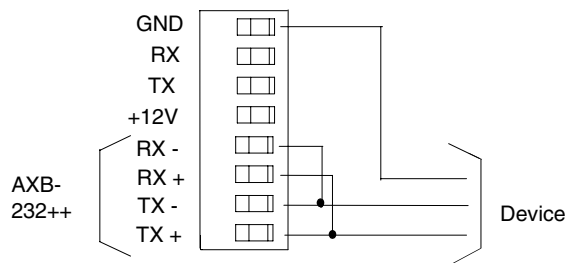 GND
RX
TX
+12V
RX -
RX +
TX -
TX +
AXB-
232++
Device